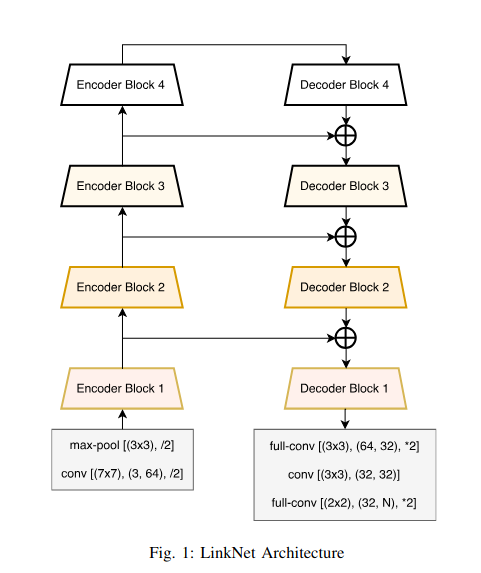 Encoder Block 4
Decoder Block 4
Encoder Block 3
Decoder Block 3
Encoder Block 2
Decoder Block 2
Encoder Block 1
Decoder Block 1
max-pool [(3x3), /2]
conv [(7x7), (3, 64), /2]
full-conv [(3x3), (64, 32), *2]
conv [(3x3), (32, 32)]
full-conv [(2x2), (32, N), *2]
Fig. 1: LinkNet Architecture